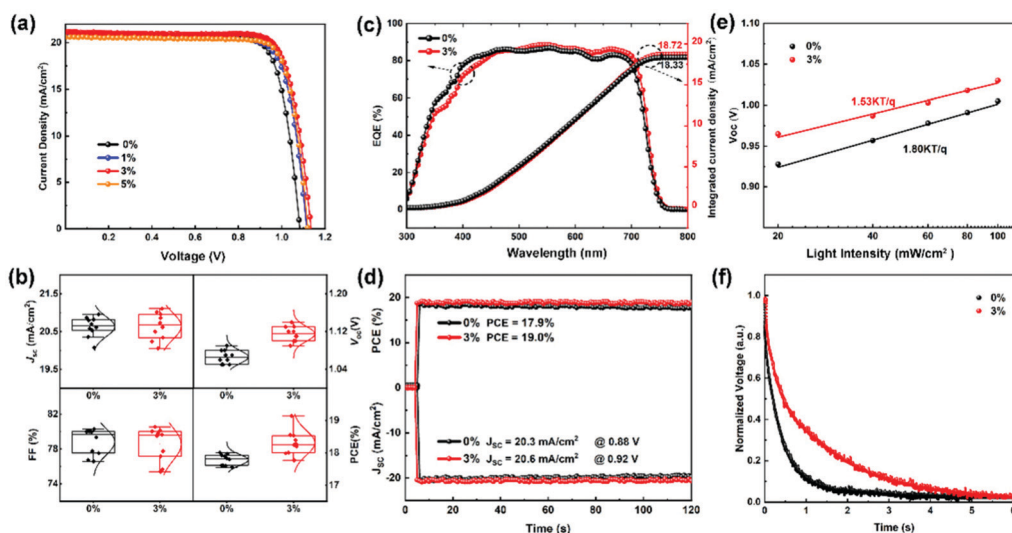 (a)
Current Density (mA/cm²)
25
20
15
10
5
0
0%
1%
3%
5%
0.2 0.4 0.6 0.8 1.0 1.2
Voltage (V)
(b)
Jsc (mA/cm²)
21.5
20.5
19.5
0% 3%
1.20
1.12
1.04
Voc(V)
0% 3%
FF (%)
82
78
74
0% 3%
19
18
17
PCE(%)
0% 3%
(c)
EQE (%)
100
80
60
40
20
0
0%
3%
18.72
18.33
20
15
10
5
0
Integrated current density (mA/cm²)
300 400 500 600 700 800
Wavelength (nm)
(d)
PCE (%)
Jsc (mA/cm²)
20
10
0
-10
-20
0% PCE = 17.9%
3% PCE = 19.0%
0% JSC = 20.3 mA/cm² @ 0.88 V
3% JSC = 20.6 mA/cm² @ 0.92 V
0 20 40 60 80 100 120
Time (s)
(e)
Voc (V)
1.10
1.05
1.00
0.95
0.90
0%
3%
1.53KT/q
1.80KT/q
20 40 60 80 100
Light Intensity (mW/cm²)
(f)
Normalized Voltage (a.u.)
1.0
0.8
0.6
0.4
0.2
0.0
0%
3%
0 1 2 3 4 5 6
Time (s)